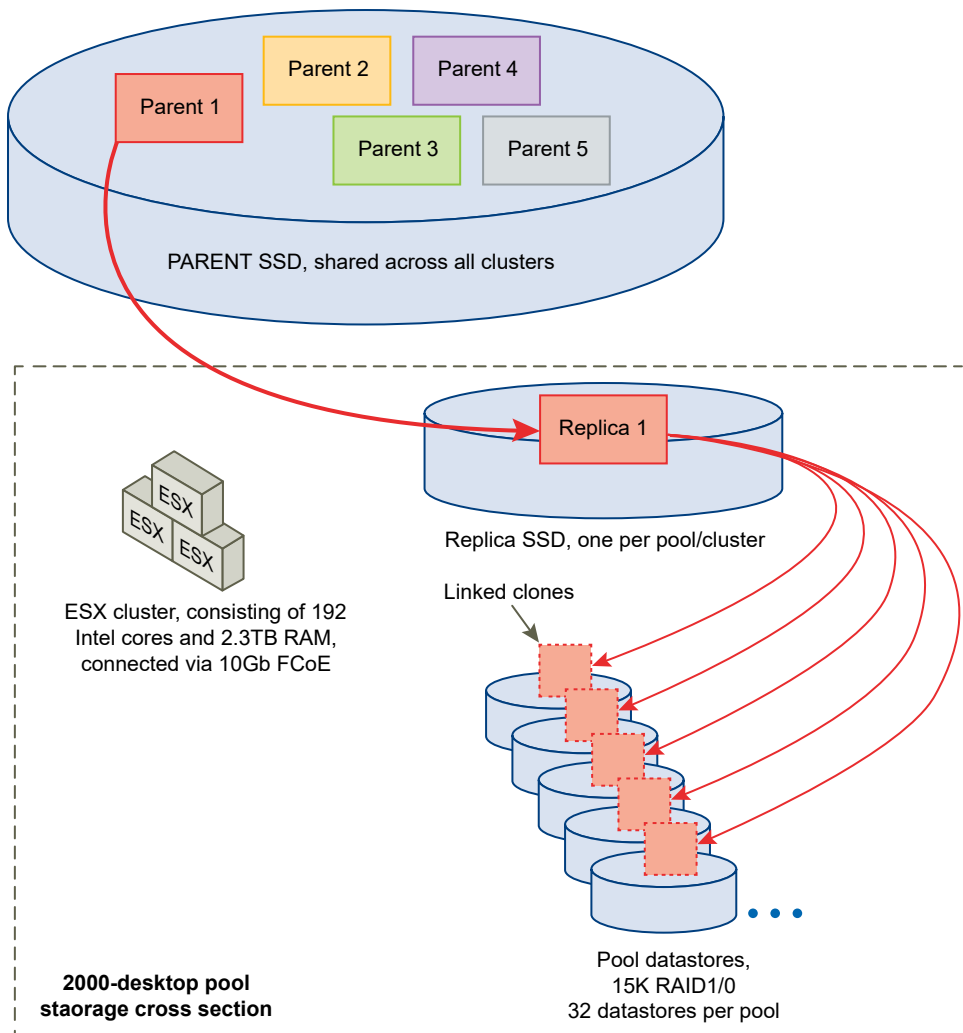 Parent 1
Parent 2
Parent 4
Parent 3
Parent 5
PARENT SSD, shared across all clusters
Replica 1
Replica SSD, one per pool/cluster
ESX
ESX
ESX
ESX cluster, consisting of 192
Intel cores and 2.3TB RAM,
connected via 10Gb FCoE
Linked clones
Pool datastores,
15K RAID1/0
32 datastores per pool
2000-desktop pool
staorage cross section